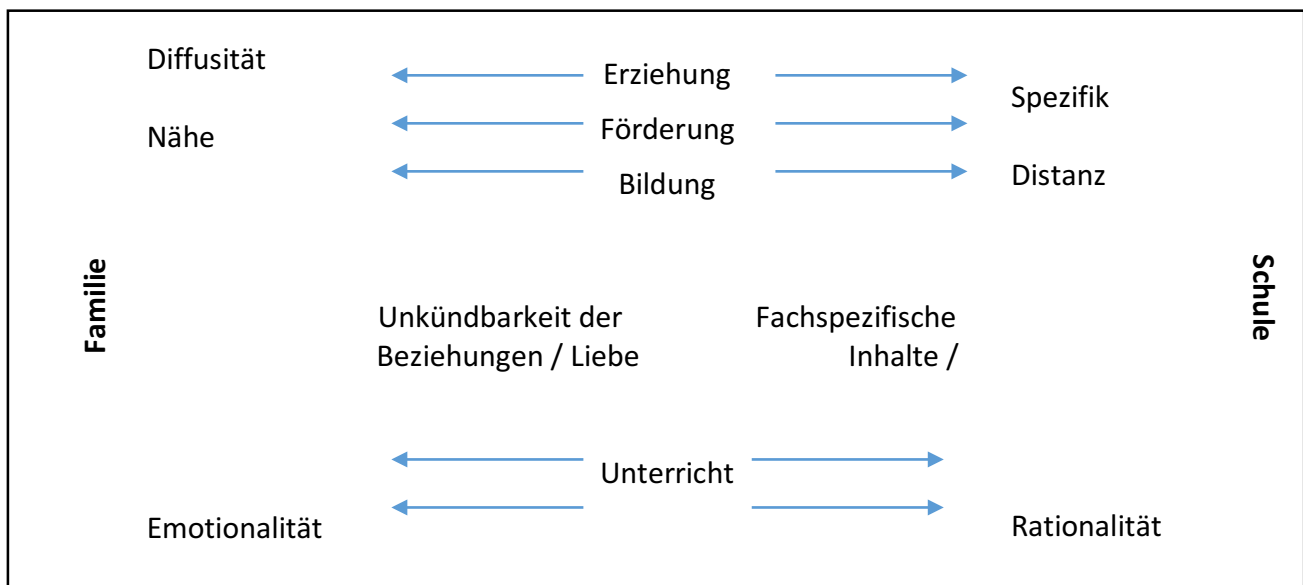 Diffusität
Erziehung
Spezifik
Nähe
Förderung
Bildung
Distanz
Familie
Schule
Unkündbarkeit der
Beziehungen / Liebe
Fachspezifische
Inhalte /
Unterricht
Emotionalität
Rationalität